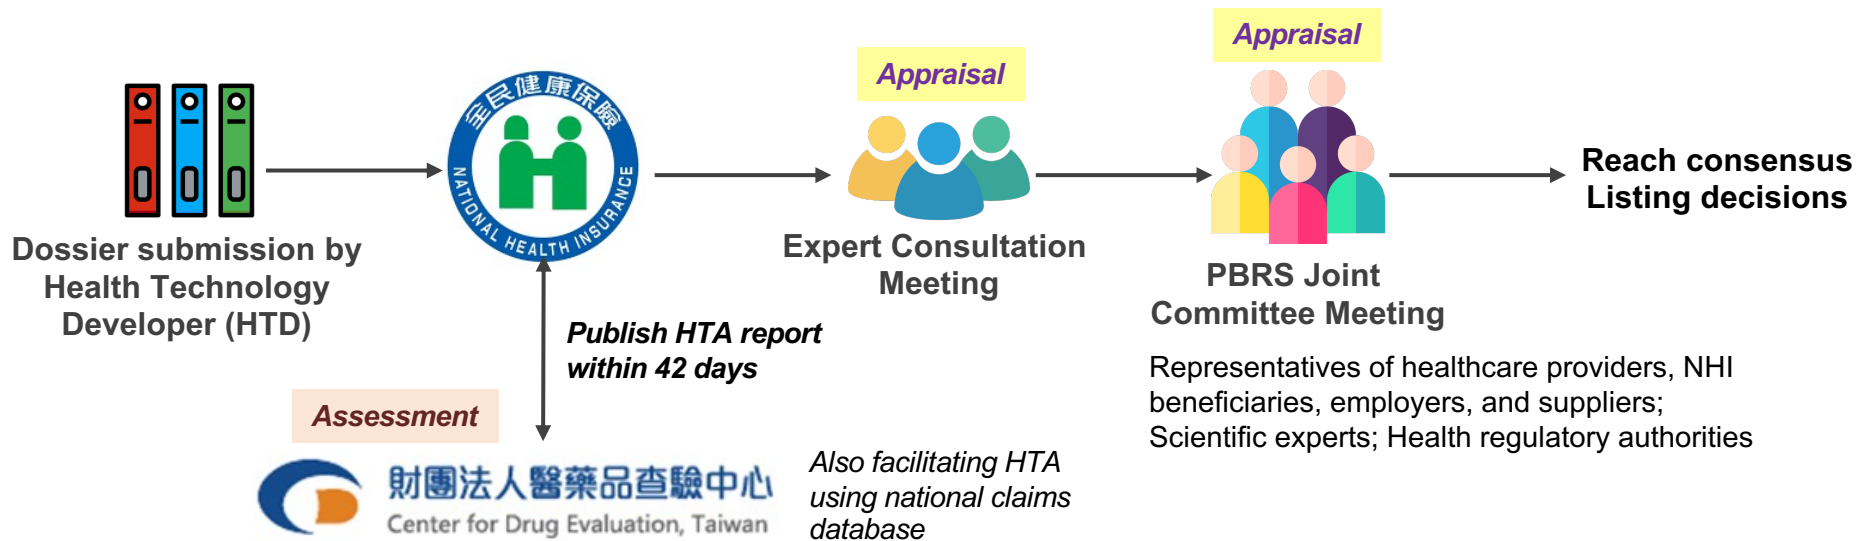 Appraisal
Appraisal
全民健康保險
NATIONAL HEALTH INSURANCE
Dossier submission by
Health Technology
Developer (HTD)
Expert Consultation
Meeting
PBRS Joint
Committee Meeting
Reach consensus
Listing decisions
Publish HTA report
within 42 days
Representatives of healthcare providers, NHI
beneficiaries, employers, and suppliers;
Scientific experts; Health regulatory authorities
Assessment
財團法人醫藥品查驗中心
Center for Drug Evaluation, Taiwan
Also facilitating HTA
using national claims
database